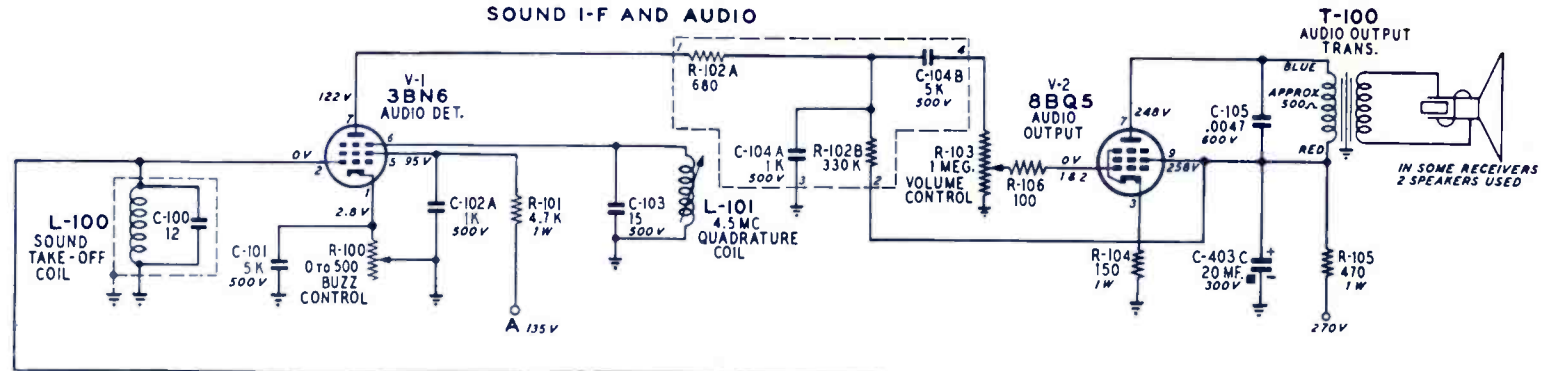 SOUND I-F AND AUDIO
T-100
AUDIO OUTPUT
TRANS.
V-1
3BN6
AUDIO DET.
122V
7
6
5
95V
0V
2
1
2.8V
L-100
SOUND
TAKE-OFF
COIL
C-100
12
C-101
5K
500V
R-100
0 TO 500
BUZZ
CONTROL
C-102A
1K
500V
R-101
4.7K
1W
A 135V
C-103
15
500V
L-101
4.5 MC
QUADRATURE
COIL
1
R-102A
680
4
C-104B
5K
500V
C-104A
1K
500V
3
R-102B
330K
2
R-103
1 MEG.
VOLUME
CONTROL
R-106
100
V-2
8BQ5
AUDIO
OUTPUT
7
248V
0V
1&2
9
258V
3
R-104
150
1W
C-105
.0047
600V
BLUE
APPROX
500Ω
RED
C-403C
20 MF.
300V
+
-
R-105
470
1W
270V
IN SOME RECEIVERS
2 SPEAKERS USED